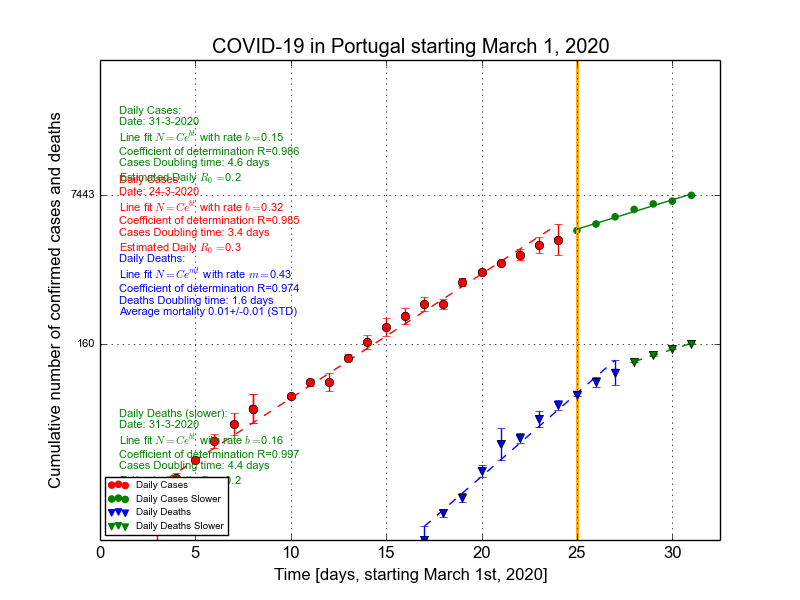 COVID-19 in Portugal starting March 1, 2020
Cumulative number of confirmed cases and deaths
7443
160
Daily Cases:
Date: 31-3-2020
Line fit N = Ce^{bt}: with rate b =0.15
Coefficient of determination R=0.986
Cases Doubling time: 4.6 days
Estimated Daily R_0 =0.2
Daily Cases:
Date: 24-3-2020
Line fit N = Ce^{bt}: with rate b =0.32
Coefficient of determination R=0.985
Cases Doubling time: 3.4 days
Estimated Daily R_0 =0.3
Daily Deaths:
Line fit N = Ce^{mt}: with rate m =0.43
Coefficient of determination R=0.974
Deaths Doubling time: 1.6 days
Average mortality 0.01+/-0.01 (STD)
Daily Deaths (slower):
Date: 31-3-2020
Line fit N = Ce^{bt}: with rate b =0.16
Coefficient of determination R=0.997
Cases Doubling time: 4.4 days
0.2
Daily Cases
Daily Cases Slower
Daily Deaths
Daily Deaths Slower
0 5 10 15 20 25 30
Time [days, starting March 1st, 2020]